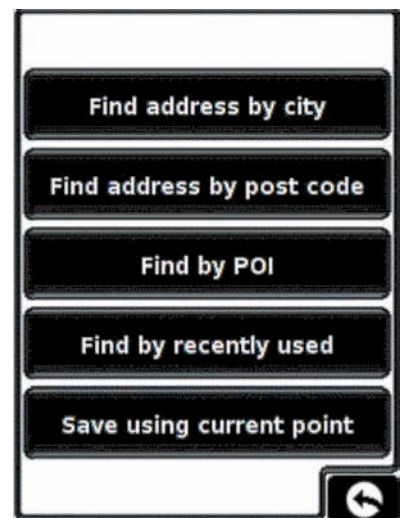 Find address by city
Find address by post code
Find by POI
Find by recently used
Save using current point